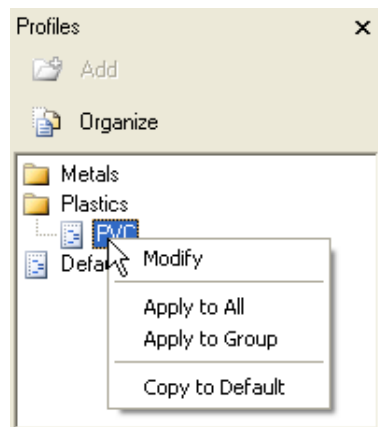 Profiles
Add
Organize
Metals
Plastics
PVC
Modify
Apply to All
Apply to Group
Copy to Default